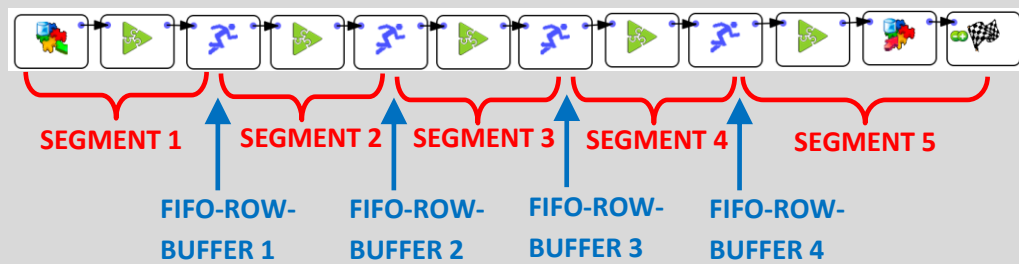 SEGMENT 1
SEGMENT 2
SEGMENT 3
SEGMENT 4
SEGMENT 5
FIFO-ROW-
BUFFER 1
FIFO-ROW-
BUFFER 2
FIFO-ROW-
BUFFER 3
FIFO-ROW-
BUFFER 4